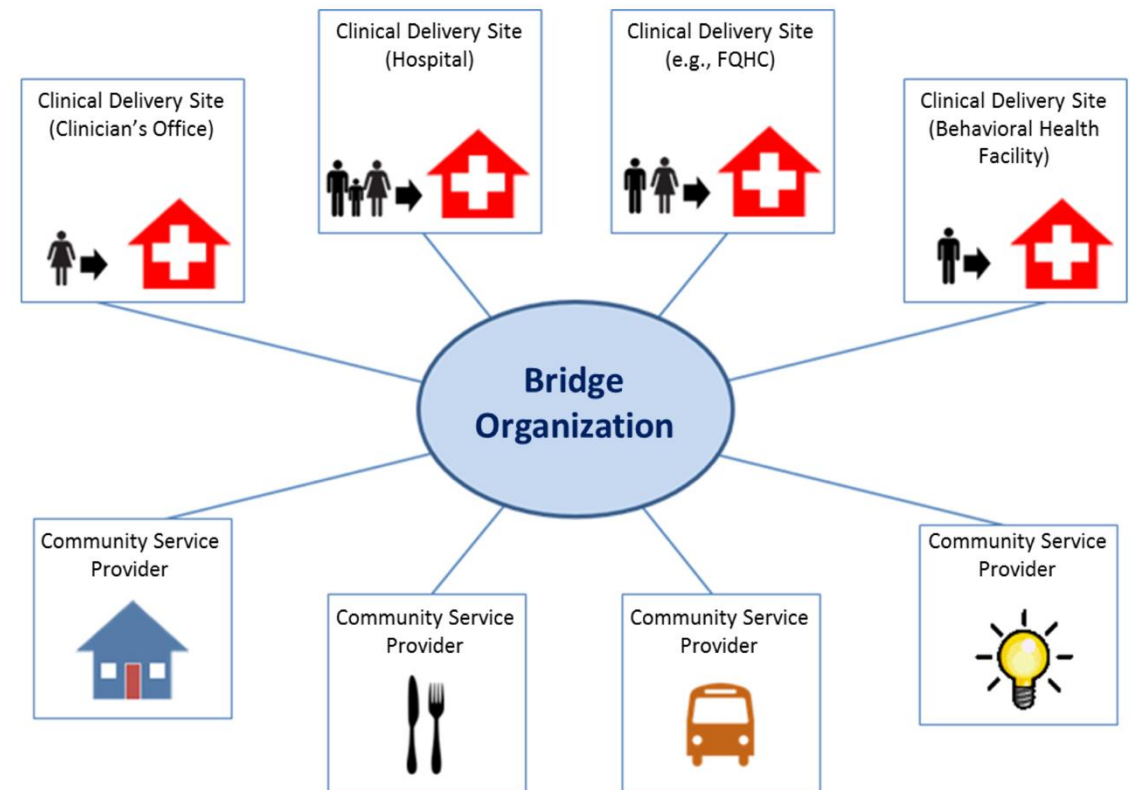 Clinical Delivery Site
(Clinician's Office)
Clinical Delivery Site
(Hospital)
Clinical Delivery Site
(e.g., FQHC)
Clinical Delivery Site
(Behavioral Health
Facility)
Bridge
Organization
Community Service
Provider
Community Service
Provider
Community Service
Provider
Community Service
Provider